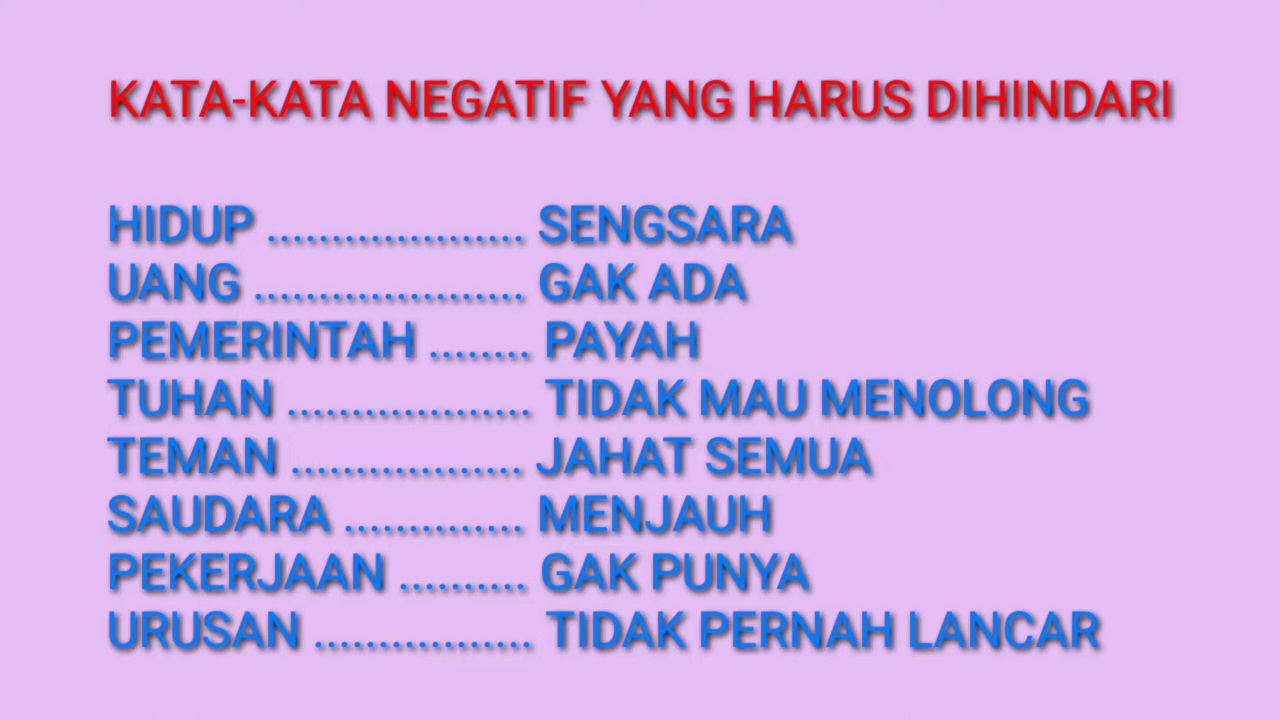 KATA-KATA NEGATIF YANG HARUS DIHINDARI
HIDUP .................... SENGSARA
UANG ..................... GAK ADA
PEMERINTAH ........ PAYAH
TUHAN ................... TIDAK MAU MENOLONG
TEMAN .................. JAHAT SEMUA
SAUDARA .............. MENJAUH
PEKERJAAN .......... GAK PUNYA
URUSAN ................. TIDAK PERNAH LANCAR